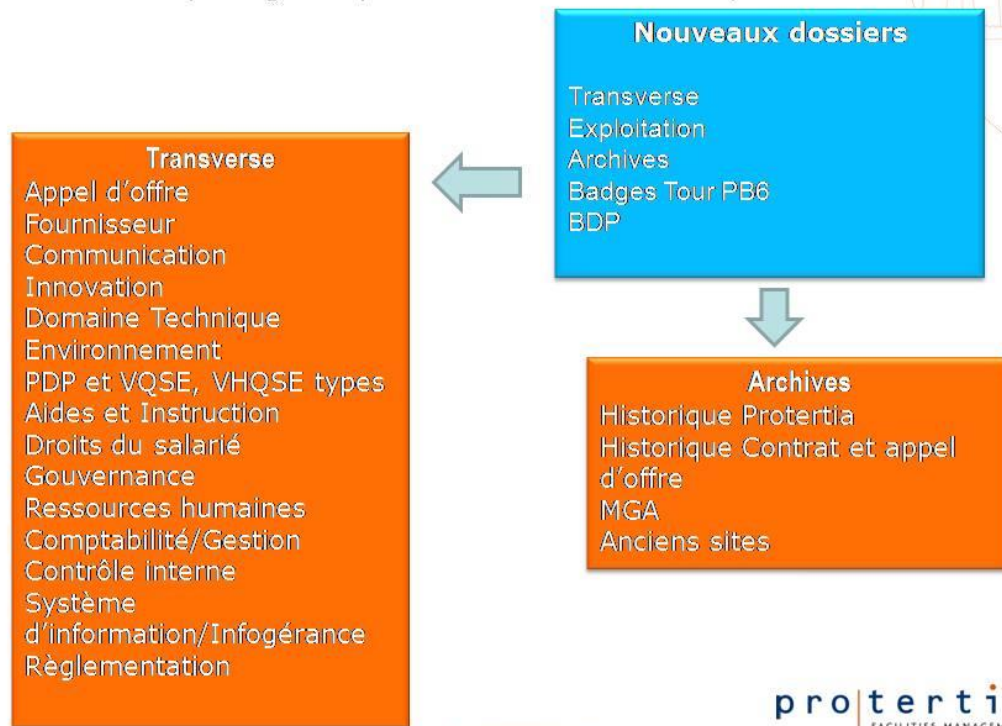 Nouveaux dossiers
Transverse
Exploitation
Archives
Badges Tour PB6
BDP
Transverse
Appel d'offre
Fournisseur
Communication
Innovation
Domaine Technique
Environnement
PDP et VQSE, VHQSE types
Aides et Instruction
Droits du salarié
Gouvernance
Ressources humaines
Comptabilité/Gestion
Contrôle interne
Système
d'information/Infogérance
Règlementation
Archives
Historique Protertia
Historique Contrat et appel
d'offre
MGA
Anciens sites
pro|terti